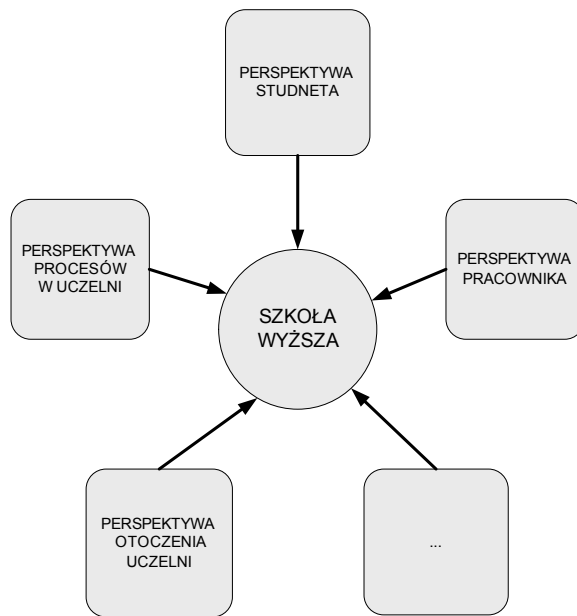 PERSPEKTYWA
STUDNETA
PERSPEKTYWA
PROCESÓW
W UCZELNI
PERSPEKTYWA
PRACOWNIKA
SZKOŁA
WYŻSZA
PERSPEKTYWA
OTOCZENIA
UCZELNI
...